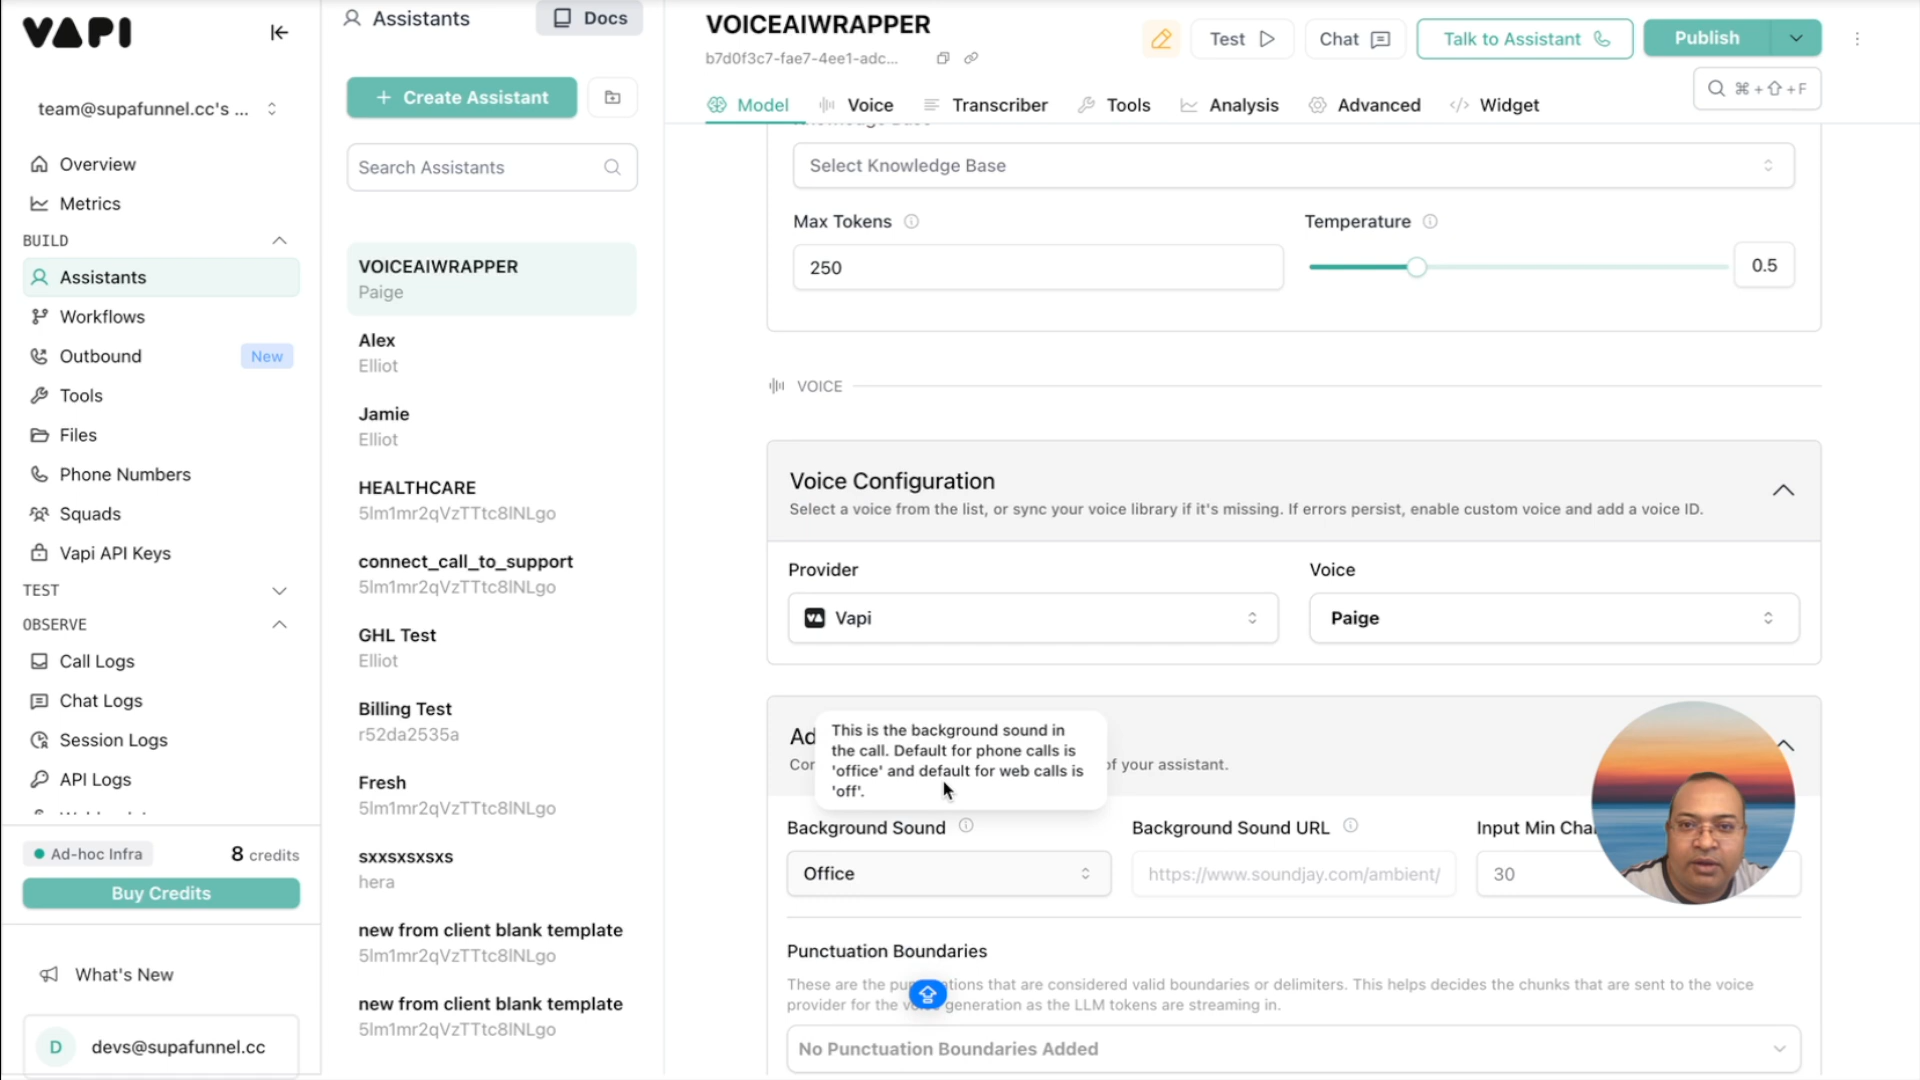 VAPI
team@supafunnel.cc's ...
Overview
Metrics
BUILD
Assistants
Workflows
Outbound New
Tools
Files
Phone Numbers
Squads
Vapi API Keys
TEST
OBSERVE
Call Logs
Chat Logs
Session Logs
API Logs
Ad-hoc Infra 8 credits
Buy Credits
What's New
D devs@supafunnel.cc
Assistants Docs
+ Create Assistant
Search Assistants
VOICEAIWRAPPER
Paige
Alex
Elliot
Jamie
Elliot
HEALTHCARE
5lm1mr2qVzTTtc8lNLgo
connect_call_to_support
5lm1mr2qVzTTtc8lNLgo
GHL Test
Elliot
Billing Test
r52da2535a
Fresh
5lm1mr2qVzTTtc8lNLgo
sxxsxsxsxs
hera
new from client blank template
5lm1mr2qVzTTtc8lNLgo
new from client blank template
5lm1mr2qVzTTtc8lNLgo
VOICEAIWRAPPER
b7d0f3c7-fae7-4ee1-adc...
Test Chat Talk to Assistant Publish
⌘+⇧+F
Model Voice Transcriber Tools Analysis Advanced Widget
Knowledge Base
Select Knowledge Base
Max Tokens Temperature
250 0.5
VOICE
Voice Configuration
Select a voice from the list, or sync your voice library if it's missing. If errors persist, enable custom voice and add a voice ID.
Provider Voice
Vapi Paige
Ad
Con of your assistant.
This is the background sound in
the call. Default for phone calls is
'office' and default for web calls is
'off'.
Background Sound Background Sound URL Input Min Cha
Office https://www.soundjay.com/ambient/ 30
Punctuation Boundaries
These are the pun tions that are considered valid boundaries or delimiters. This helps decides the chunks that are sent to the voice
provider for the voice generation as the LLM tokens are streaming in.
No Punctuation Boundaries Added